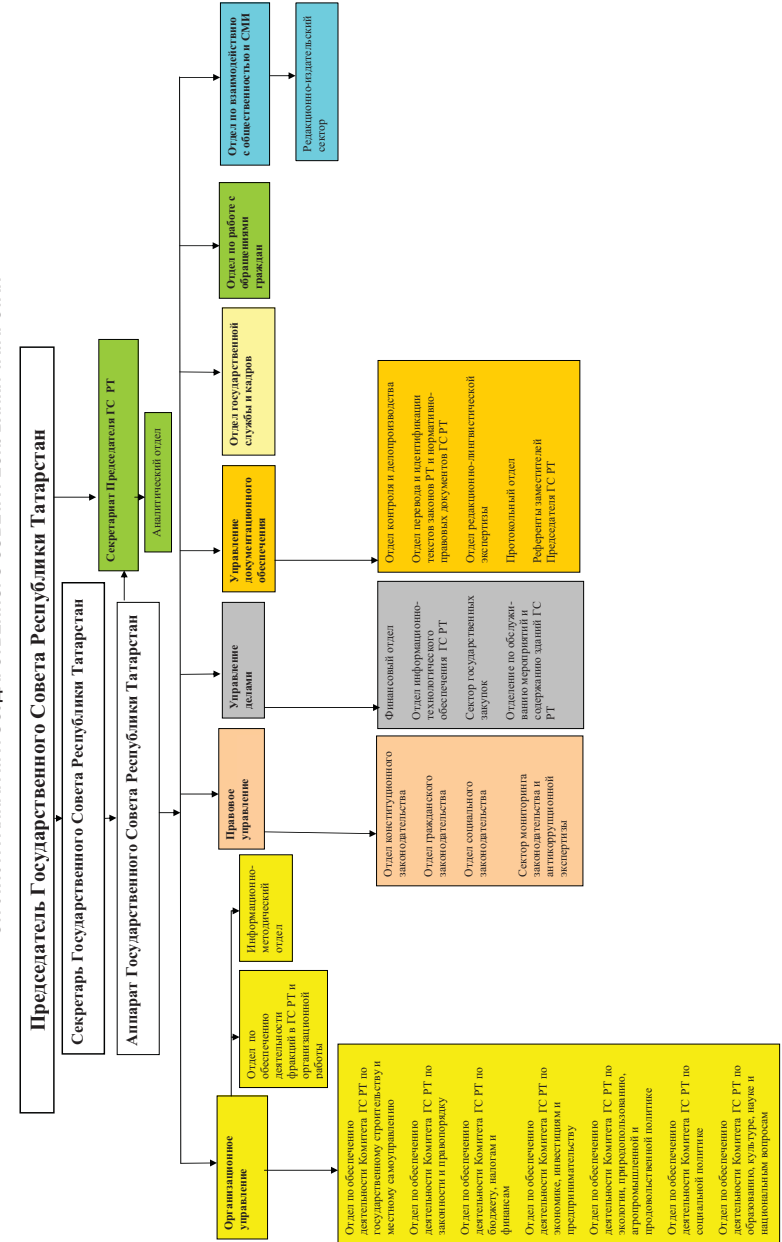 Председатель Государственного Совета Республики Татарстан
Секретарь Государственного Совета Республики Татарстан
Аппарат Государственного Совета Республики Татарстан
Секретариат Председателя ГС РТ
Аналитический отдел
Организационное
управление
Отдел по
обеспечению
деятельности
фракций в ГС РТ и
организационной
работы
Информационно-
методический
отдел
Отдел по обеспечению
деятельности Комитета ГС РТ по
государственному строительству и
местному самоуправлению
Отдел по обеспечению
деятельности Комитета ГС РТ по
законности и правопорядку
Отдел по обеспечению
деятельности Комитета ГС РТ по
бюджету, налогам и
финансам
Отдел по обеспечению
деятельности Комитета ГС РТ по
экономике, инвестициям и
предпринимательству
Отдел по обеспечению
деятельности Комитета ГС РТ по
экологии, природопользованию,
агропромышленной и
продовольственной политике
Отдел по обеспечению
деятельности Комитета ГС РТ по
социальной политике
Отдел по обеспечению
деятельности Комитета ГС РТ по
образованию, культуре, науке и
национальным вопросам
Правовое
управление
Отдел конституционного
законодательства
Отдел гражданского
законодательства
Отдел социального
законодательства
Сектор мониторинга
законодательства и
антикоррупционной
экспертизы
Управление
делами
Финансовый отдел
Отдел информационно-
технологического
обеспечения ГС РТ
Сектор государственных
закупок
Отделение по обслужи-
ванию мероприятий и
содержанию зданий ГС
РТ
Управление
документационного
обеспечения
Отдел контроля и делопроизводства
Отдел перевода и идентификации
текстов законов РТ и нормативно-
правовых документов ГС РТ
Отдел редакционно-лингвистической
экспертизы
Протокольный отдел
Референты заместителей
Председателя ГС РТ
Отдел государственной
службы и кадров
Отдел по работе с
обращениями
граждан
Отдел по взаимодействию
с общественностью и СМИ
Редакционно-издательский
сектор